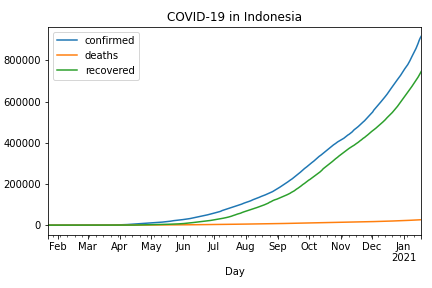 COVID-19 in Indonesia
confirmed
deaths
recovered
800000
600000
400000
200000
0
Feb Mar Apr May Jun Jul Aug Sep Oct Nov Dec Jan
2021
Day